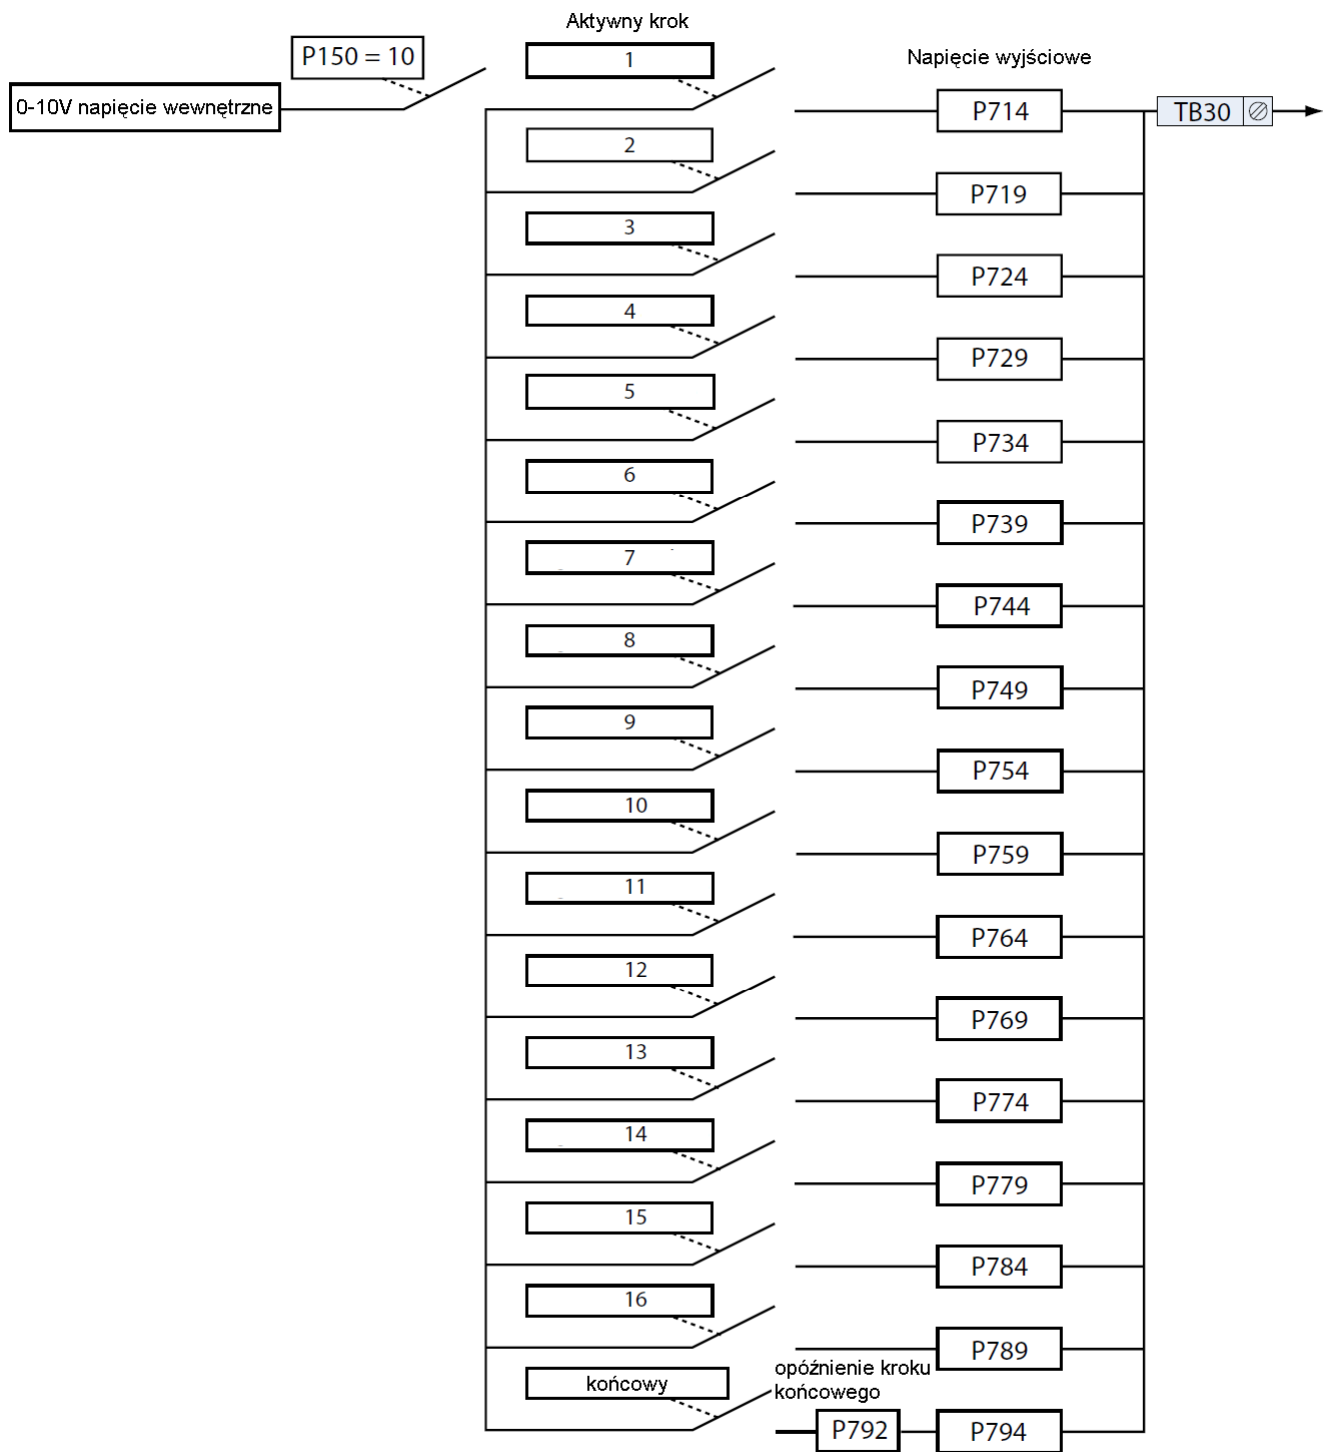 Aktywny krok
P150 = 10
1
Napięcie wyjściowe
0-10V napięcie wewnętrzne
P714
TB30
2
P719
3
P724
4
P729
5
P734
6
P739
7
P744
8
P749
9
P754
10
P759
11
P764
12
P769
13
P774
14
P779
15
P784
16
P789
opóźnienie kroku
końcowego
końcowy
P792
P794